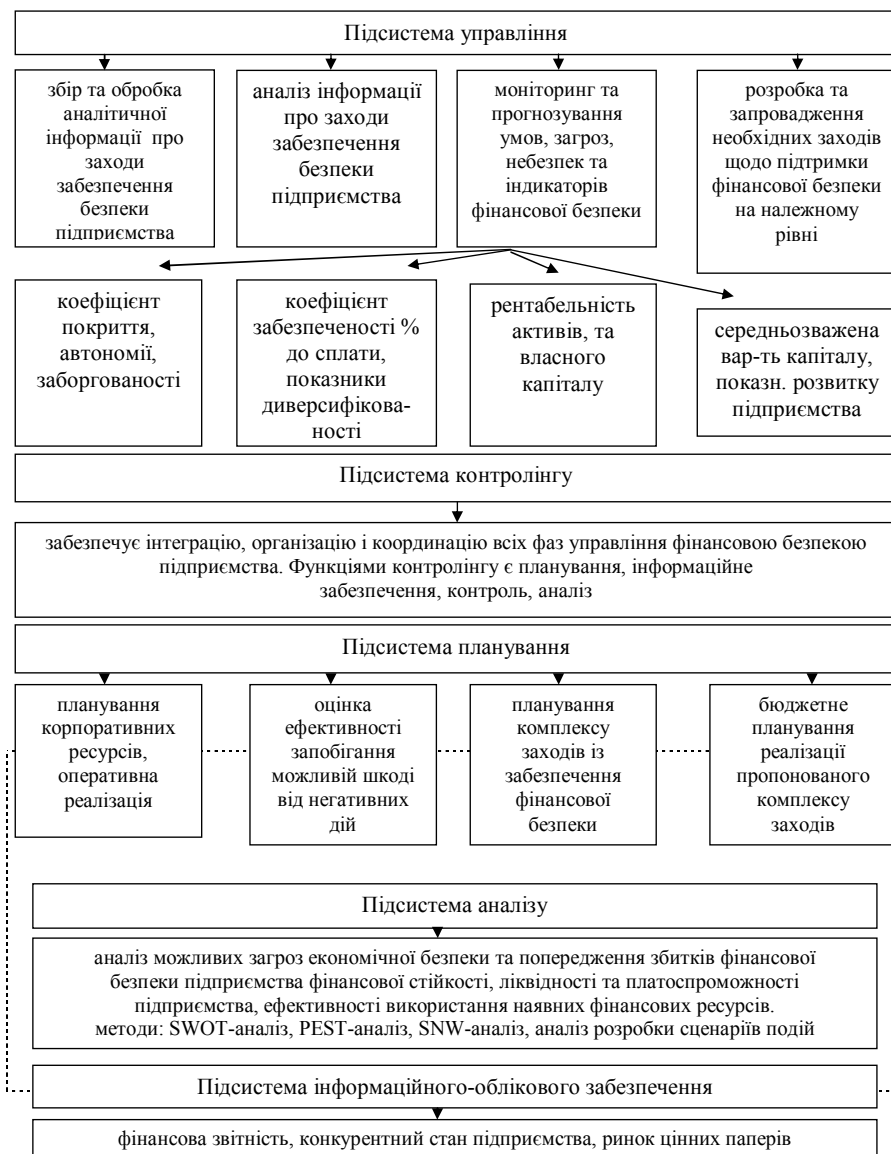 Підсистема управління
збір та обробка
аналітичної
інформації про
заходи
забезпечення
безпеки
підприємства
аналіз інформації
про заходи
забезпечення
безпеки
підприємства
моніторинг та
прогнозування
умов, загроз,
небезпек та
індикаторів
фінансової безпеки
розробка та
запровадження
необхідних заходів
щодо підтримки
фінансової безпеки
на належному
рівні
коефіцієнт
покриття,
автономії,
заборгованості
коефіцієнт
забезпеченості %
до сплати,
показники
диверсифікова-
ності
рентабельність
активів, та
власного
капіталу
середньозважена
вар-ть капіталу,
показн. розвитку
підприємства
Підсистема контролінгу
забезпечує інтеграцію, організацію і координацію всіх фаз управління фінансовою безпекою
підприємства. Функціями контролінгу є планування, інформаційне
забезпечення, контроль, аналіз
Підсистема планування
планування
корпоративних
ресурсів,
оперативна
реалізація
оцінка
ефективності
запобігання
можливій шкоді
від негативних
дій
планування
комплексу
заходів із
забезпечення
фінансової
безпеки
бюджетне
планування
реалізації
пропонованого
комплексу
заходів
Підсистема аналізу
аналіз можливих загроз економічної безпеки та попередження збитків фінансової
безпеки підприємства фінансової стійкості, ліквідності та платоспроможності
підприємства, ефективності використання наявних фінансових ресурсів.
методи: SWOT-аналіз, PEST-аналіз, SNW-аналіз, аналіз розробки сценаріїв подій
Підсистема інформаційного-облікового забезпечення
фінансова звітність, конкурентний стан підприємства, ринок цінних паперів